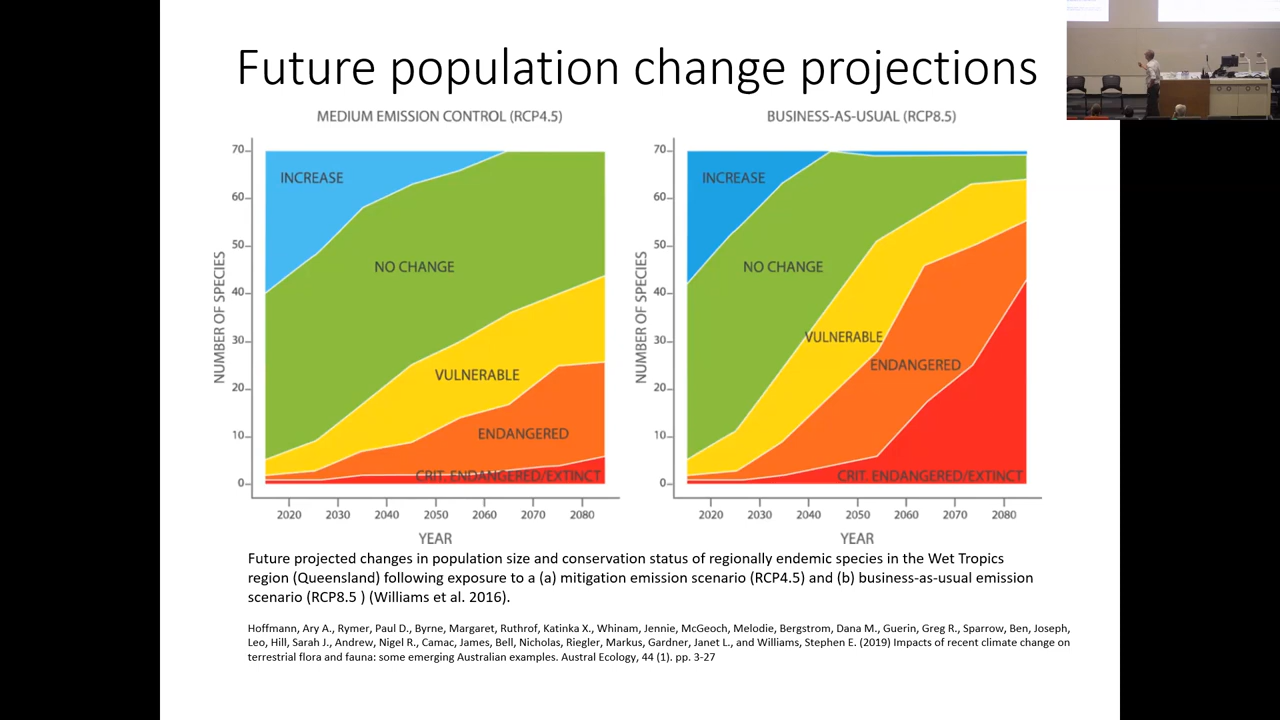 Future population change projections
MEDIUM EMISSION CONTROL (RCP4.5)
70
60
50
40
30
20
10
0
NUMBER OF SPECIES
INCREASE
NO CHANGE
VULNERABLE
ENDANGERED
CRIT. ENDANGERED/EXTINCT
2020 2030 2040 2050 2060 2070 2080
YEAR
BUSINESS-AS-USUAL (RCP8.5)
70
60
50
40
30
20
10
0
NUMBER OF SPECIES
INCREASE
NO CHANGE
VULNERABLE
ENDANGERED
CRIT. ENDANGERED/EXTINCT
2020 2030 2040 2050 2060 2070 2080
YEAR
Future projected changes in population size and conservation status of regionally endemic species in the Wet Tropics
region (Queensland) following exposure to a (a) mitigation emission scenario (RCP4.5) and (b) business-as-usual emission
scenario (RCP8.5 ) (Williams et al. 2016).
Hoffmann, Ary A., Rymer, Paul D., Byrne, Margaret, Ruthrof, Katinka X., Whinam, Jennie, McGeoch, Melodie, Bergstrom, Dana M., Guerin, Greg R., Sparrow, Ben, Joseph,
Leo, Hill, Sarah J., Andrew, Nigel R., Camac, James, Bell, Nicholas, Riegler, Markus, Gardner, Janet L., and Williams, Stephen E. (2019) Impacts of recent climate change on
terrestrial flora and fauna: some emerging Australian examples. Austral Ecology, 44 (1). pp. 3-27